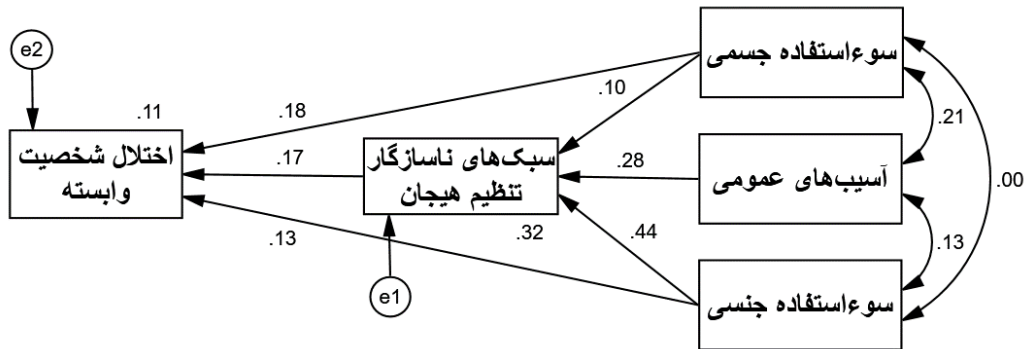 سوءاستفاده جسمی
e2
.10
.11
.18
.21
اختلال شخصیت
وابسته
.17
سبک‌های ناسازگار
تنظیم هیجان
.28
آسیب‌های عمومی
.00
.13
.32
.44
.13
e1
سوءاستفاده جنسی